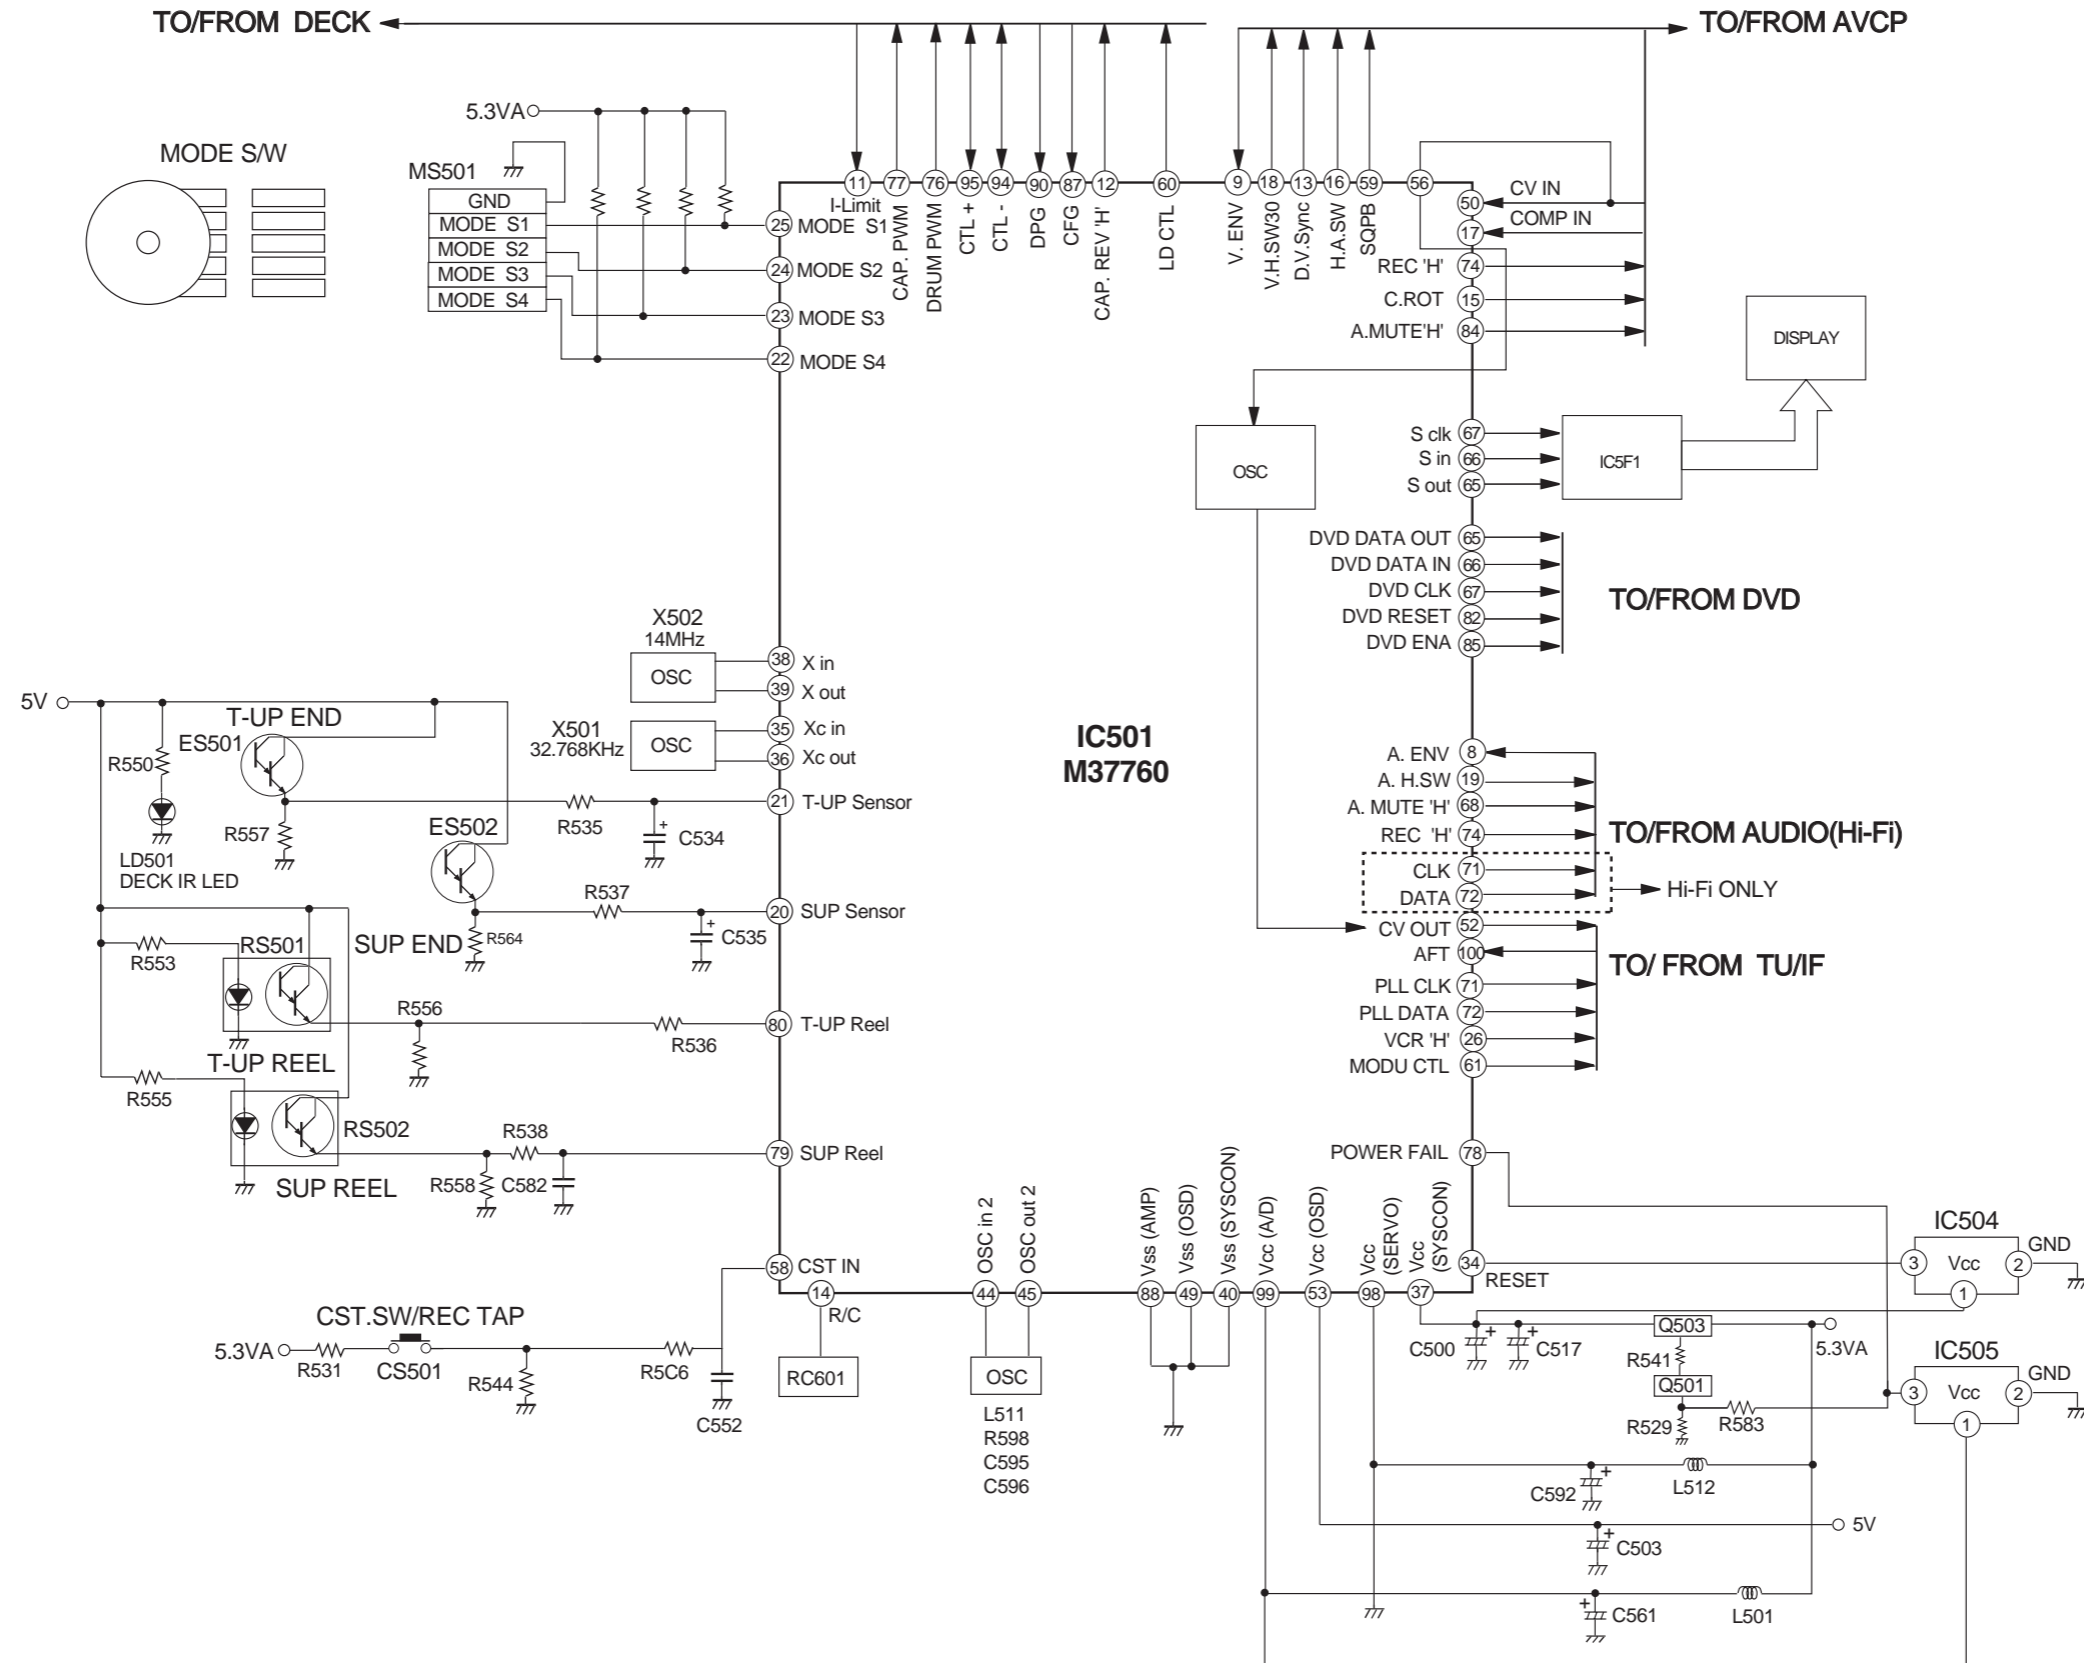 TO/FROM DECK
TO/FROM AVCP
5.3VA
MODE S/W
MS501
GND
MODE S1
MODE S2
MODE S3
MODE S4
25 MODE S1
24 MODE S2
23 MODE S3
22 MODE S4
11 77 76 95 94 90 87 12 60 9 18 13 16 59 56
I-Limit
CAP. PWM
DRUM PWM
CTL +
CTL -
DPG
CFG
CAP. REV 'H'
LD CTL
V. ENV
V.H.SW30
D.V.Sync
H.A.SW
SQPB
50 CV IN
17 COMP IN
REC 'H' 74
C.ROT 15
A.MUTE'H' 84
DISPLAY
OSC
S clk 67
S in 66
S out 65
IC5F1
DVD DATA OUT 65
DVD DATA IN 66
DVD CLK 67
DVD RESET 82
DVD ENA 85
TO/FROM DVD
X502
14MHz
OSC
38 X in
39 X out
X501
32.768KHz
OSC
35 Xc in
36 Xc out
IC501
M37760
5V
T-UP END
ES501
R550
LD501
DECK IR LED
R557
R535
C534
21 T-UP Sensor
ES502
R537
20 SUP Sensor
C535
SUP END
R564
R553
RS501
R556
80 T-UP Reel
R536
T-UP REEL
R555
RS502
R538
79 SUP Reel
R558
C582
SUP REEL
A. ENV 8
A. H.SW 19
A. MUTE 'H' 68
REC 'H' 74
CLK 71
DATA 72
TO/FROM AUDIO(Hi-Fi)
Hi-Fi ONLY
CV OUT 52
AFT 100
PLL CLK 71
PLL DATA 72
VCR 'H' 26
MODU CTL 61
TO/ FROM TU/IF
POWER FAIL 78
34 RESET
58 CST IN
14 R/C
RC601
CST.SW/REC TAP
5.3VA
R531
CS501
R544
R5C6
C552
OSC in 2
OSC out 2
44 45
OSC
L511
R598
C595
C596
Vss (AMP)
Vss (OSD)
Vss (SYSCON)
Vcc (A/D)
Vcc (OSD)
Vcc (SERVO)
Vcc (SYSCON)
88 49 40 99 53 98 37
IC504
3 Vcc 2 GND
1
C500
C517
Q503
5.3VA
R541
Q501
R529
R583
IC505
3 Vcc 2 GND
1
C592
L512
5V
C503
C561
L501